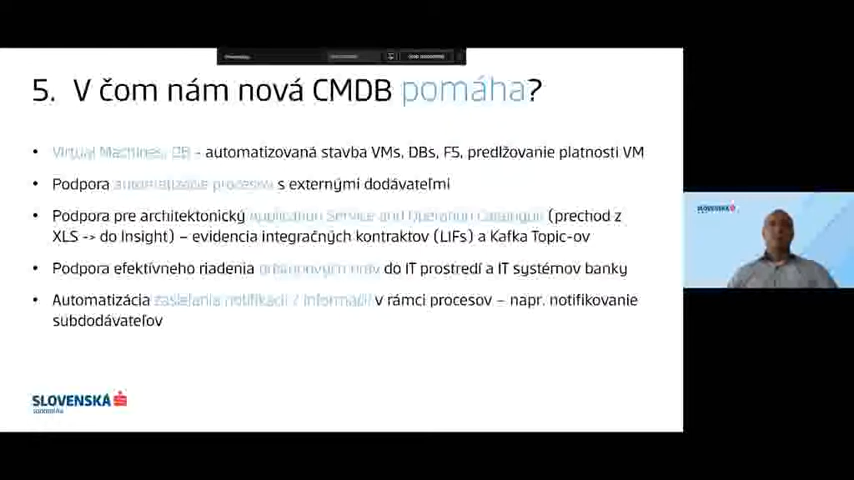 5. V čom nám nová CMDB pomáha?
• Virtual Machines, DB - automatizovaná stavba VMs, DBs, F5, predlžovanie platnosti VM
• Podpora automatizácie procesov s externými dodávateľmi
• Podpora pre architektonický Application Service and Operation Catalogue (prechod z
XLS -> do Insight) – evidencia integračných kontraktov (LIFs) a Kafka Topic-ov
• Podpora efektívneho riadenia prístupových práv do IT prostredí a IT systémov banky
• Automatizácia zasielania notifikácií / informácií v rámci procesov – napr. notifikovanie
subdodávateľov
SLOVENSKÁ
sporiteľňa
SLOVENSKÁ